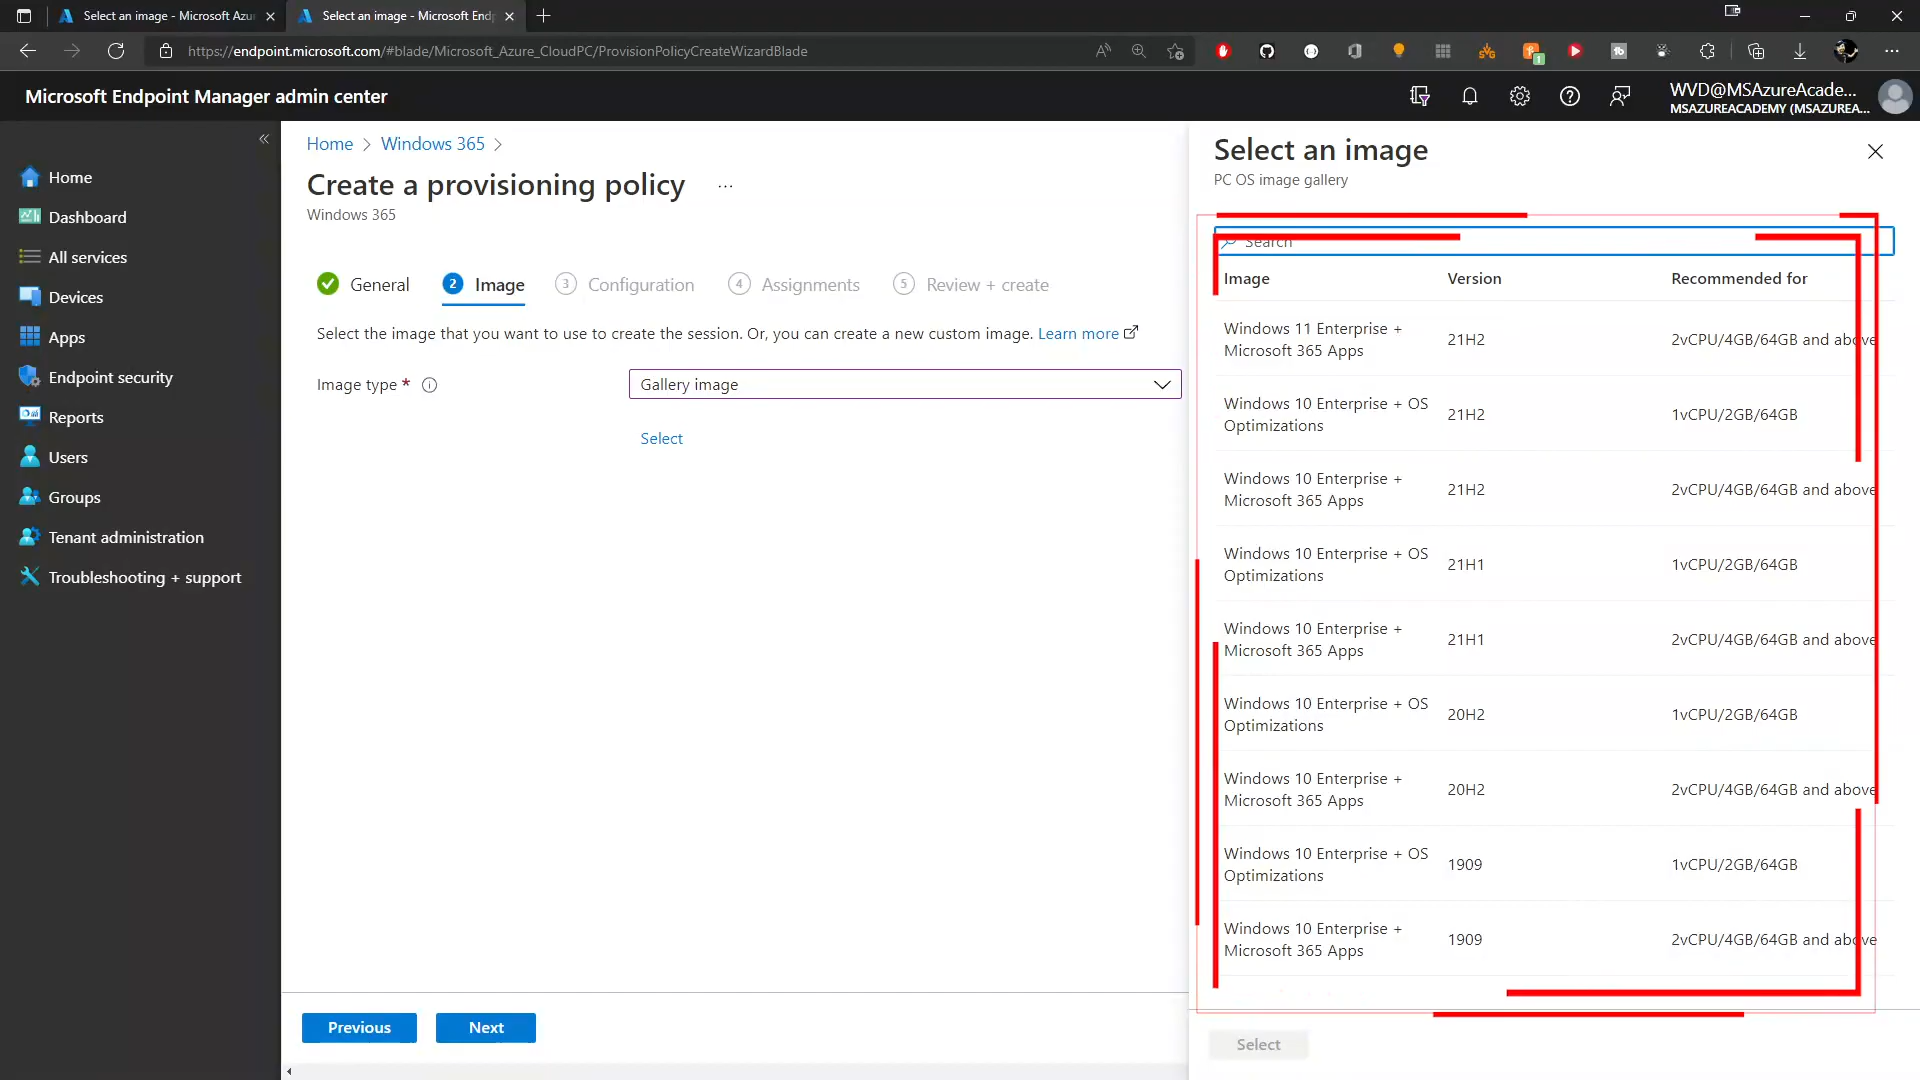 Select an image - Microsoft Azu
Select an image - Microsoft End
https://endpoint.microsoft.com/#blade/Microsoft_Azure_CloudPC/ProvisionPolicyCreateWizardBlade
Microsoft Endpoint Manager admin center
WVD@MSAzureAcade...
MSAZUREACADEMY (MSAZUREA...
Home
Dashboard
All services
Devices
Apps
Endpoint security
Reports
Users
Groups
Tenant administration
Troubleshooting + support
Home > Windows 365 >
Create a provisioning policy ...
Windows 365
General
2 Image
3 Configuration
4 Assignments
5 Review + create
Select the image that you want to use to create the session. Or, you can create a new custom image. Learn more
Image type *
Gallery image
Select
Previous
Next
Select an image
PC OS image gallery
Search
Image Version Recommended for
Windows 11 Enterprise +
Microsoft 365 Apps
21H2
2vCPU/4GB/64GB and above
Windows 10 Enterprise + OS
Optimizations
21H2
1vCPU/2GB/64GB
Windows 10 Enterprise +
Microsoft 365 Apps
21H2
2vCPU/4GB/64GB and above
Windows 10 Enterprise + OS
Optimizations
21H1
1vCPU/2GB/64GB
Windows 10 Enterprise +
Microsoft 365 Apps
21H1
2vCPU/4GB/64GB and above
Windows 10 Enterprise + OS
Optimizations
20H2
1vCPU/2GB/64GB
Windows 10 Enterprise +
Microsoft 365 Apps
20H2
2vCPU/4GB/64GB and above
Windows 10 Enterprise + OS
Optimizations
1909
1vCPU/2GB/64GB
Windows 10 Enterprise +
Microsoft 365 Apps
1909
2vCPU/4GB/64GB and above
Select